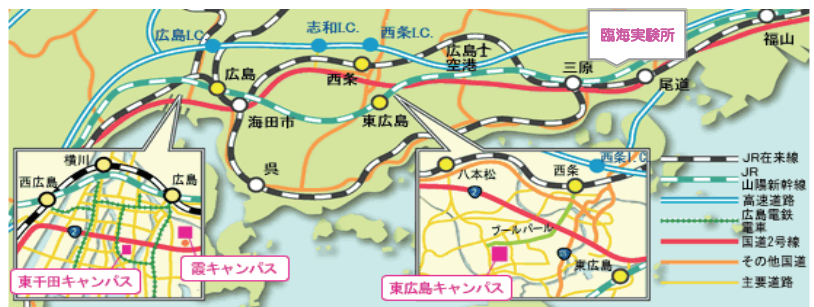 広島I.C.
志和I.C.
西条I.C.
臨海実験所
福山
広島
空港
三原
尾道
広島
西条
東広島
海田市
呉
横川
西広島
広島
2
東千田キャンパス
霞キャンパス
西条I.C.
八本松
西条
2
ブールバール
東広島
東広島キャンパス
JR在来線
JR
山陽新幹線
高速道路
広島電鉄
電車
国道2号線
その他国道
主要道路